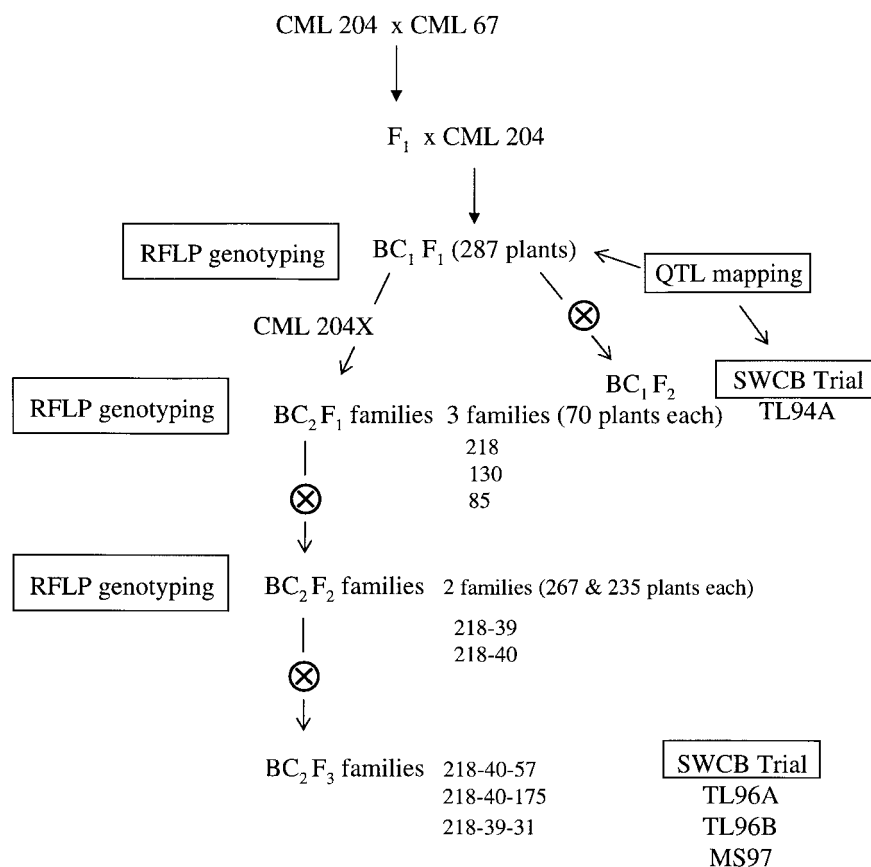 CML 204 x CML 67
F1 x CML 204
RFLP genotyping
BC1 F1 (287 plants)
QTL mapping
CML 204X
BC1 F2
SWCB Trial
TL94A
RFLP genotyping
BC2 F1 families 3 families (70 plants each)
218
130
85
RFLP genotyping
BC2 F2 families 2 families (267 & 235 plants each)
218-39
218-40
BC2 F3 families 218-40-57
218-40-175
218-39-31
SWCB Trial
TL96A
TL96B
MS97